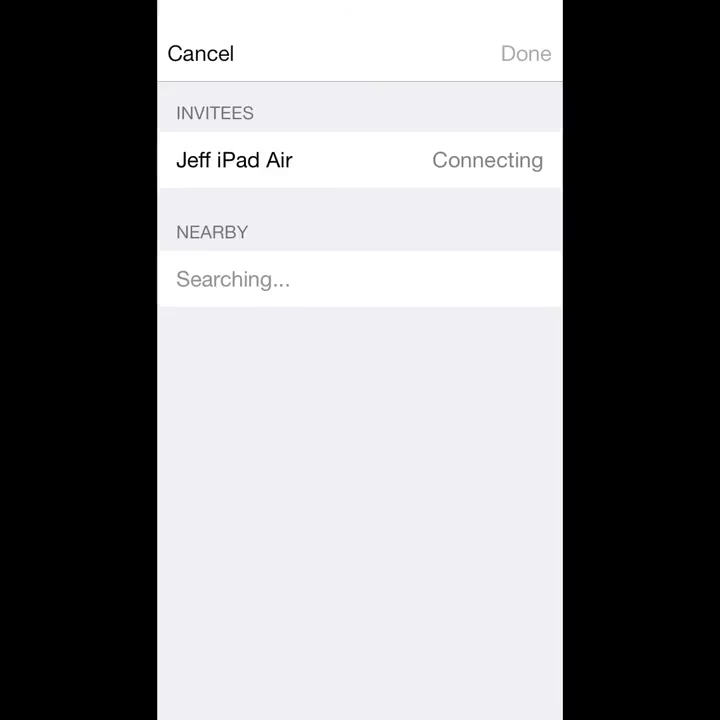 Cancel Done
INVITEES
Jeff iPad Air Connecting
NEARBY
Searching...